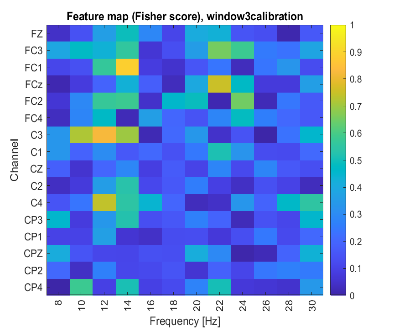 Feature map (Fisher score), window3calibration
FZ
FC3
FC1
FCz
FC2
FC4
C3
C1
CZ
C2
C4
CP3
CP1
CPZ
CP2
CP4
Channel
8 10 12 14 16 18 20 22 24 26 28 30
Frequency [Hz]
1
0.9
0.8
0.7
0.6
0.5
0.4
0.3
0.2
0.1
0